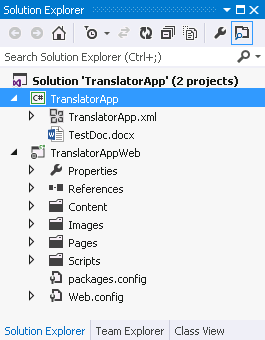 Solution Explorer
Search Solution Explorer (Ctrl+;)
Solution 'TranslatorApp' (2 projects)
C# TranslatorApp
TranslatorApp.xml
TestDoc.docx
TranslatorAppWeb
Properties
References
Content
Images
Pages
Scripts
packages.config
Web.config
Solution Explorer Team Explorer Class View